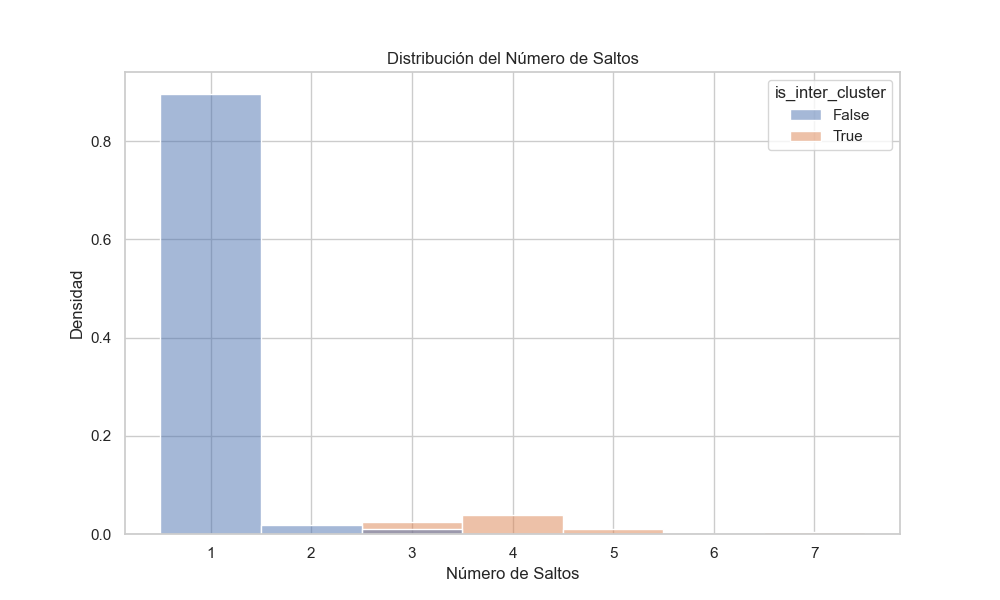 Distribución del Número de Saltos
is_inter_cluster
False
True
Densidad
0.8
0.6
0.4
0.2
0.0
1 2 3 4 5 6 7
Número de Saltos